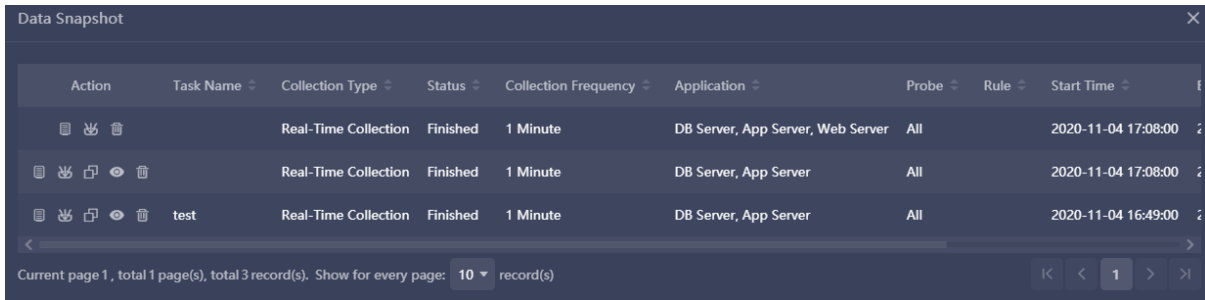 Data Snapshot
Action Task Name Collection Type Status Collection Frequency Application Probe Rule Start Time
Real-Time Collection Finished 1 Minute DB Server, App Server, Web Server All 2020-11-04 17:08:00
Real-Time Collection Finished 1 Minute DB Server, App Server All 2020-11-04 17:08:00
test Real-Time Collection Finished 1 Minute DB Server, App Server All 2020-11-04 16:49:00
Current page 1 , total 1 page(s), total 3 record(s). Show for every page: 10 record(s) 1